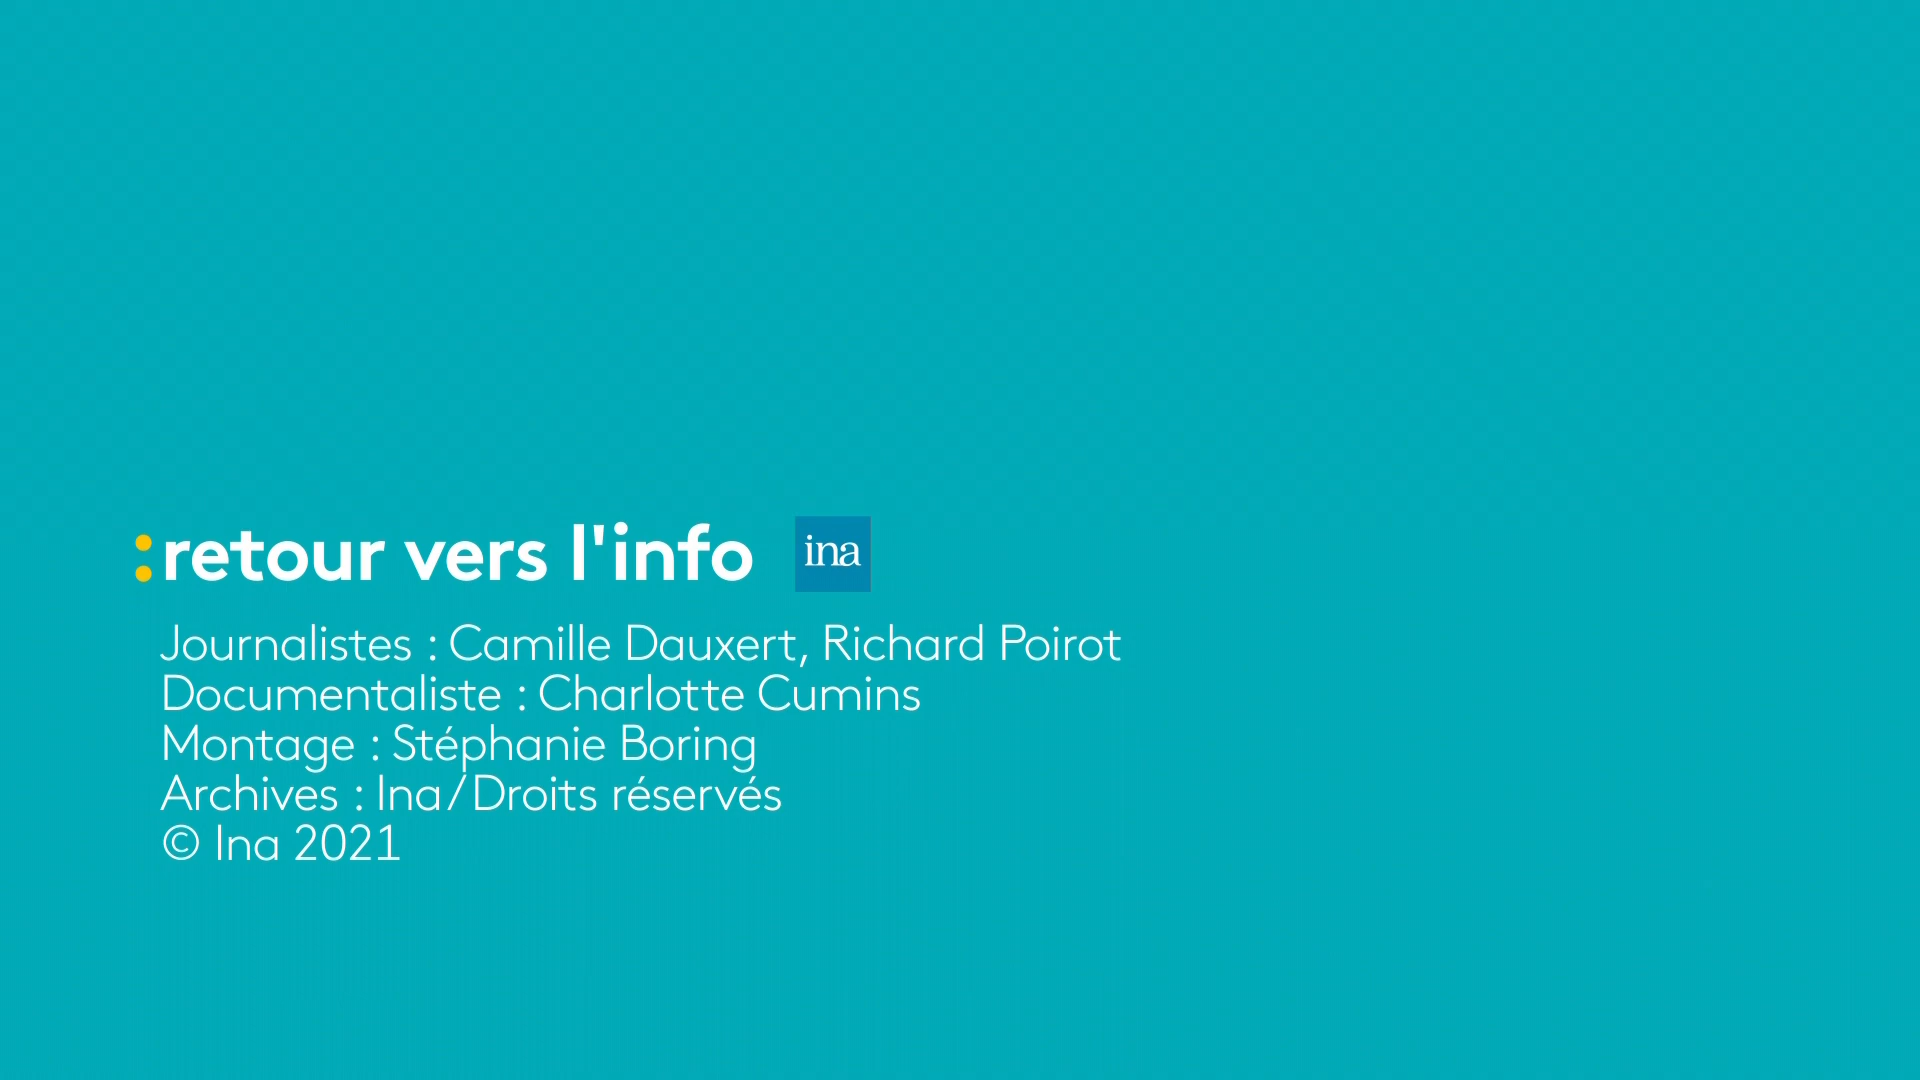 :retour vers l'info ina
Journalistes : Camille Dauxert, Richard Poirot
Documentaliste : Charlotte Cumins
Montage : Stéphanie Boring
Archives : Ina/Droits réservés
© Ina 2021